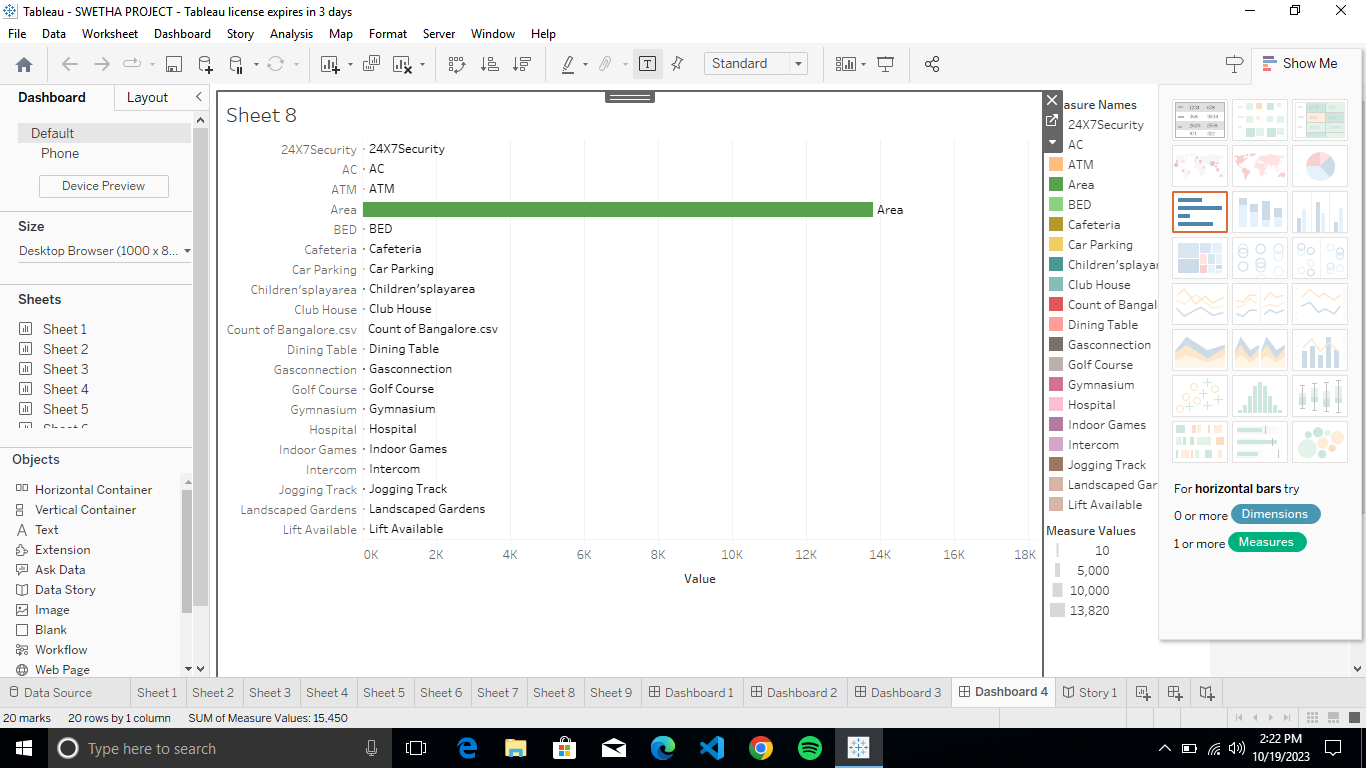 Tableau - SWETHA PROJECT - Tableau license expires in 3 days
File Data Worksheet Dashboard Story Analysis Map Format Server Window Help
Standard
Show Me
Dashboard Layout
Default
Phone
Device Preview
Size
Desktop Browser (1000 x 8...
Sheets
Sheet 1
Sheet 2
Sheet 3
Sheet 4
Sheet 5
Objects
Horizontal Container
Vertical Container
Text
Extension
Ask Data
Data Story
Image
Blank
Workflow
Web Page
Sheet 8
24X7Security 24X7Security
AC AC
ATM ATM
Area Area
BED BED
Cafeteria Cafeteria
Car Parking Car Parking
Children'splayarea Children'splayarea
Club House Club House
Count of Bangalore.csv Count of Bangalore.csv
Dining Table Dining Table
Gasconnection Gasconnection
Golf Course Golf Course
Gymnasium Gymnasium
Hospital Hospital
Indoor Games Indoor Games
Intercom Intercom
Jogging Track Jogging Track
Landscaped Gardens Landscaped Gardens
Lift Available Lift Available
0K 2K 4K 6K 8K 10K 12K 14K 16K 18K
Value
asure Names
24X7Security
AC
ATM
Area
BED
Cafeteria
Car Parking
Children'splayar
Club House
Count of Bangal
Dining Table
Gasconnection
Golf Course
Gymnasium
Hospital
Indoor Games
Intercom
Jogging Track
Landscaped Gar
Lift Available
Measure Values
10
5,000
10,000
13,820
For horizontal bars try
0 or more Dimensions
1 or more Measures
Data Source Sheet 1 Sheet 2 Sheet 3 Sheet 4 Sheet 5 Sheet 6 Sheet 7 Sheet 8 Sheet 9 Dashboard 1 Dashboard 2 Dashboard 3 Dashboard 4 Story 1
20 marks 20 rows by 1 column SUM of Measure Values: 15,450
Type here to search
2:22 PM
10/19/2023